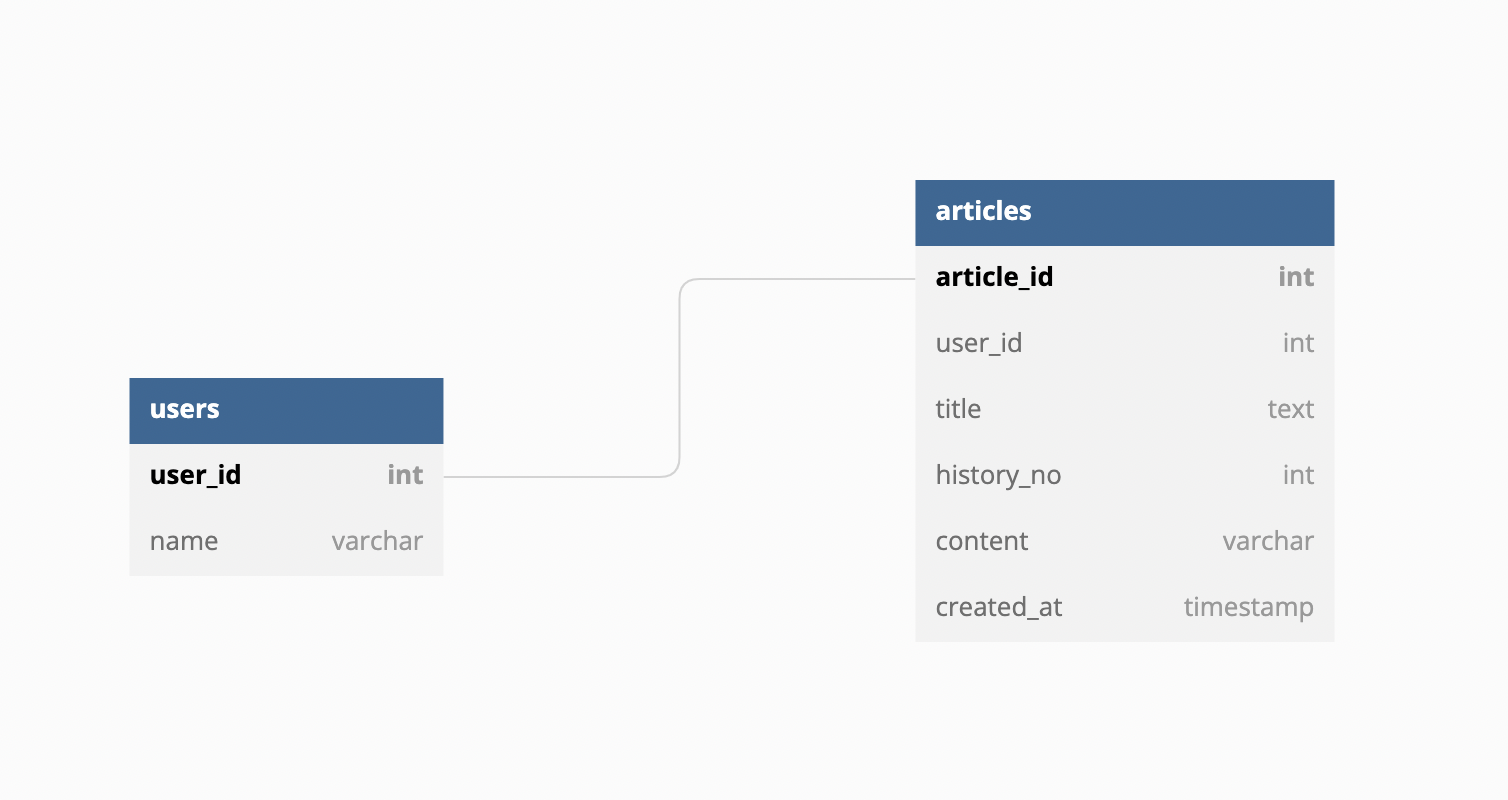 users
user_id int
name varchar
articles
article_id int
user_id int
title text
history_no int
content varchar
created_at timestamp